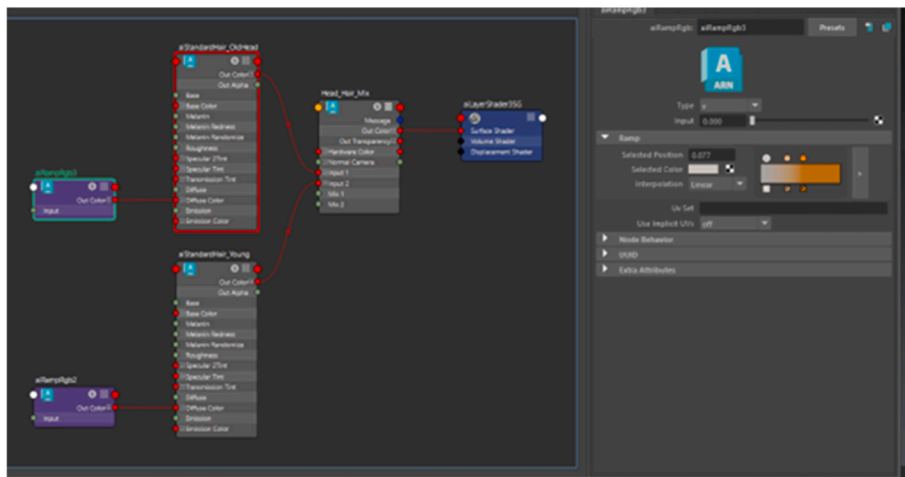 aiStandardHair_OldHead
Out Color
Out Alpha
Base
Base Color
Melanin
Melanin Redness
Melanin Randomize
Roughness
Specular 2Tint
Specular Tint
Transmission Tint
Diffuse
Diffuse Color
Emission
Emission Color
aiRampRgb3
Out Color
Input
Head_Hair_Mix
Message
Out Color
Out Transparency
Hardware Color
Normal Camera
Input 1
Input 2
Mix 1
Mix 2
aiLayerShader3SG
Surface Shader
Volume Shader
Displacement Shader
aiStandardHair_Young
Out Color
Out Alpha
Base
Base Color
Melanin
Melanin Redness
Melanin Randomize
Roughness
Specular 2Tint
Specular Tint
Transmission Tint
Diffuse
Diffuse Color
Emission
Emission Color
aiRampRgb2
Out Color
Input
aiRampRgb3
aiRampRgb: aiRampRgb3 Presets
A
ARN
Type v
Input 0.000
Ramp
Selected Position 0.077
Selected Color
Interpolation Linear
Uv Set
Use Implicit UVs off
Node Behavior
UUID
Extra Attributes